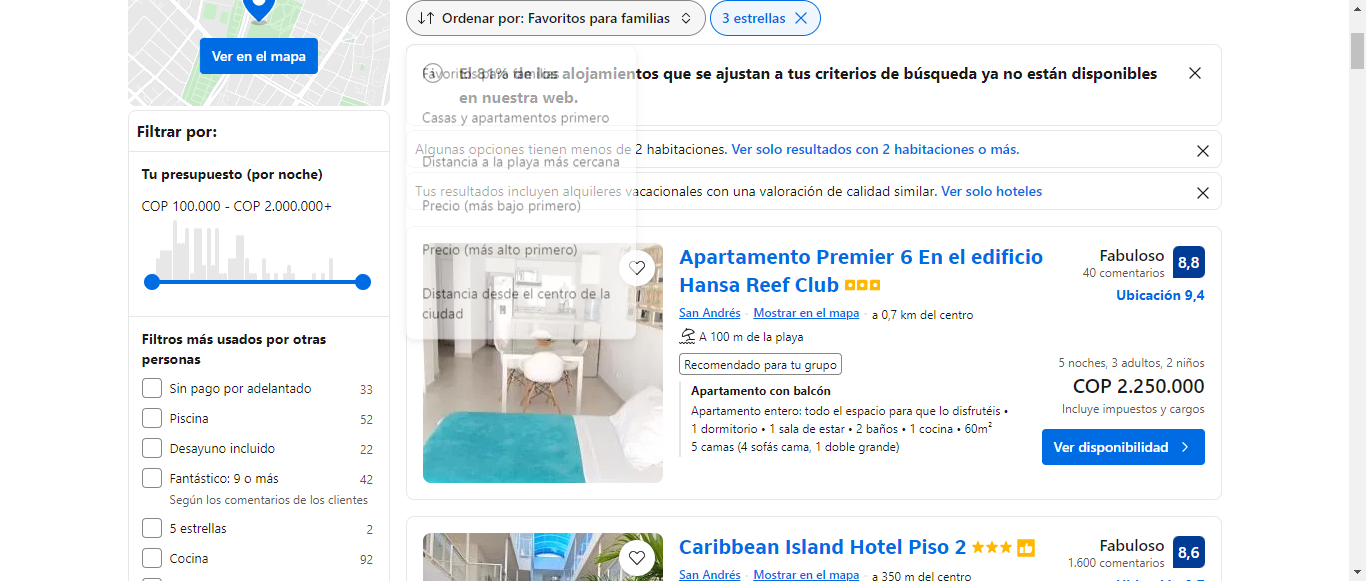 Ver en el mapa
Filtrar por:
Tu presupuesto (por noche)
COP 100.000 - COP 2.000.000+
Filtros más usados por otras
personas
Sin pago por adelantado 33
Piscina 52
Desayuno incluido 22
Fantástico: 9 o más 42
Según los comentarios de los clientes
5 estrellas 2
Cocina 92
Ordenar por: Favoritos para familias
3 estrellas
Favoritos para familias
Casas y apartamentos primero
Distancia a la playa más cercana
Precio (más bajo primero)
Precio (más alto primero)
Distancia desde el centro de la
ciudad
El 81% de los alojamientos que se ajustan a tus criterios de búsqueda ya no están disponibles
en nuestra web.
Algunas opciones tienen menos de 2 habitaciones. Ver solo resultados con 2 habitaciones o más.
Tus resultados incluyen alquileres vacacionales con una valoración de calidad similar. Ver solo hoteles
Apartamento Premier 6 En el edificio
Hansa Reef Club
San Andrés · Mostrar en el mapa · a 0,7 km del centro
A 100 m de la playa
Recomendado para tu grupo
Apartamento con balcón
Apartamento entero: todo el espacio para que lo disfrutéis •
1 dormitorio • 1 sala de estar • 2 baños • 1 cocina • 60m²
5 camas (4 sofás cama, 1 doble grande)
Fabuloso 8,8
40 comentarios
Ubicación 9,4
5 noches, 3 adultos, 2 niños
COP 2.250.000
Incluye impuestos y cargos
Ver disponibilidad
Caribbean Island Hotel Piso 2
San Andrés · Mostrar en el mapa · a 350 m del centro
Fabuloso 8,6
1.600 comentarios